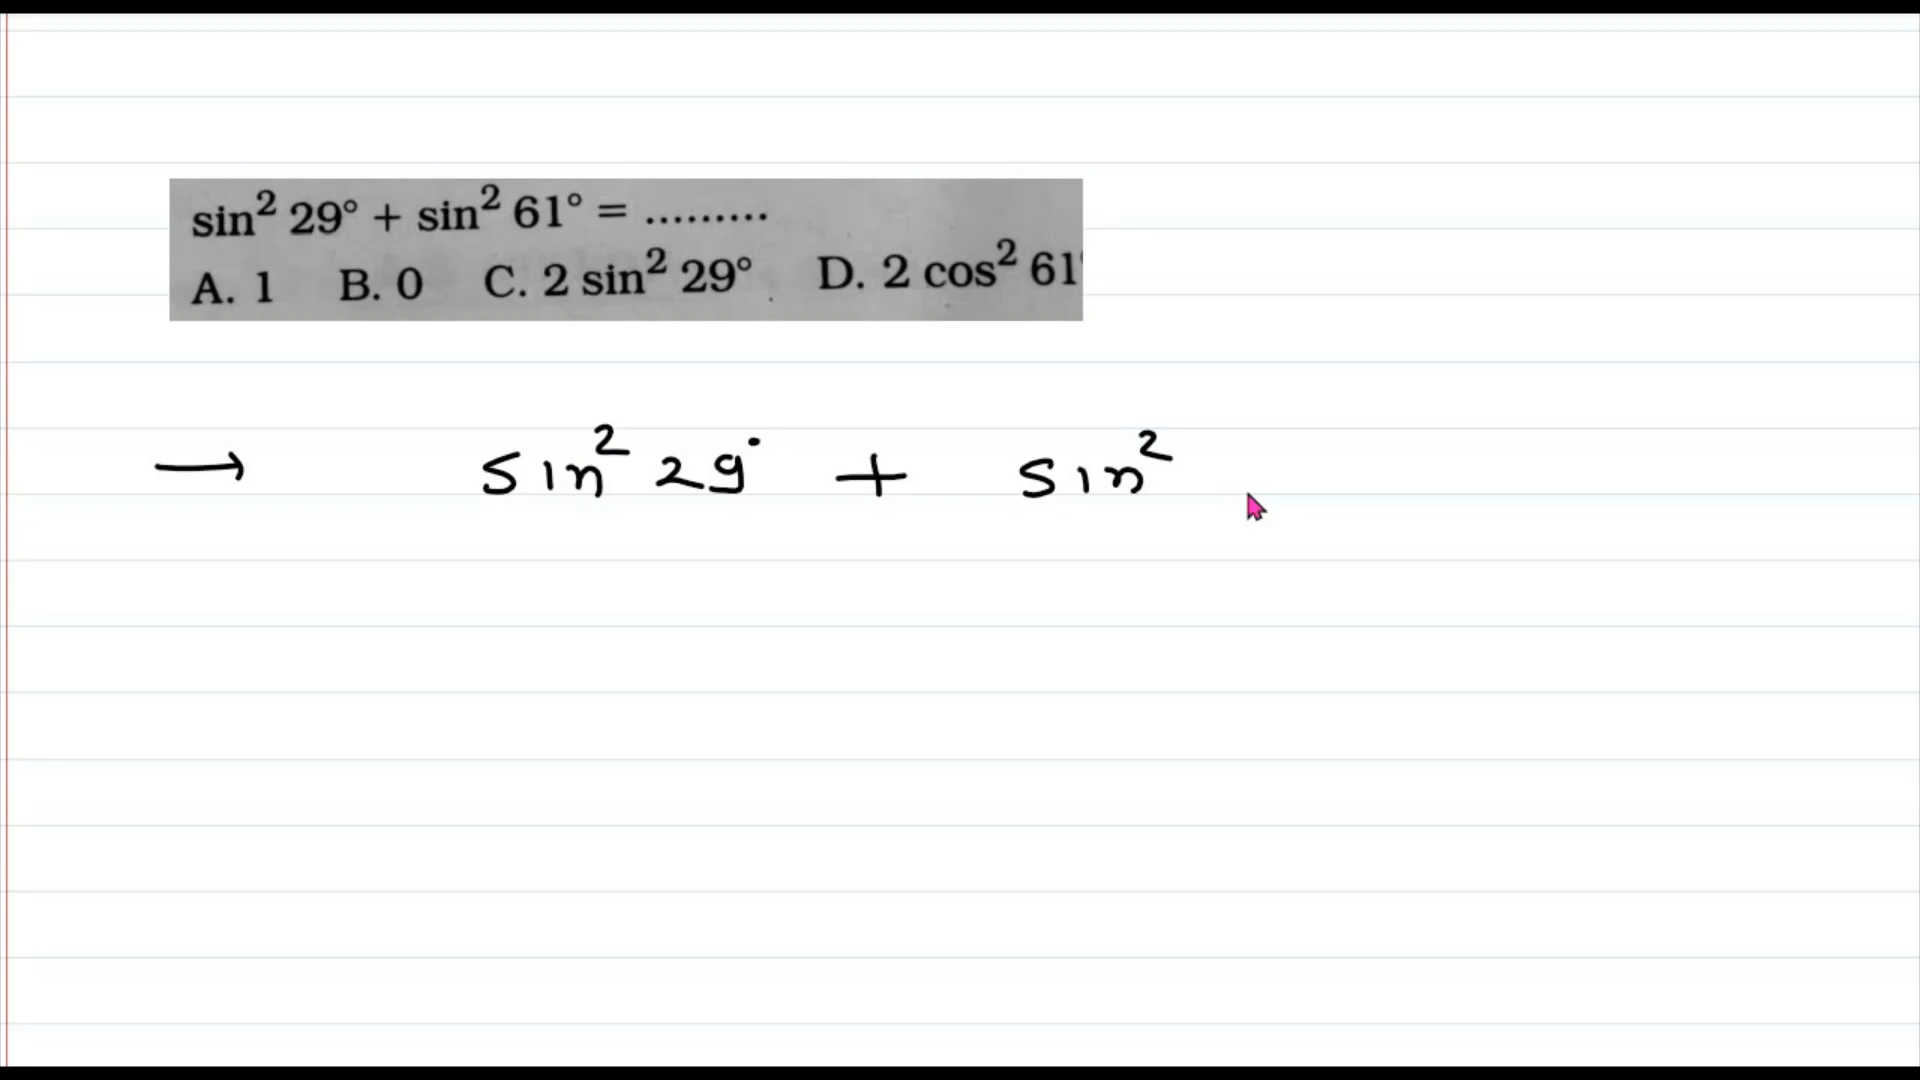 sin² 29° + sin² 61° = .........
A. 1 B. 0 C. 2 sin² 29° D. 2 cos² 61°
→ sin² 29° + sin²